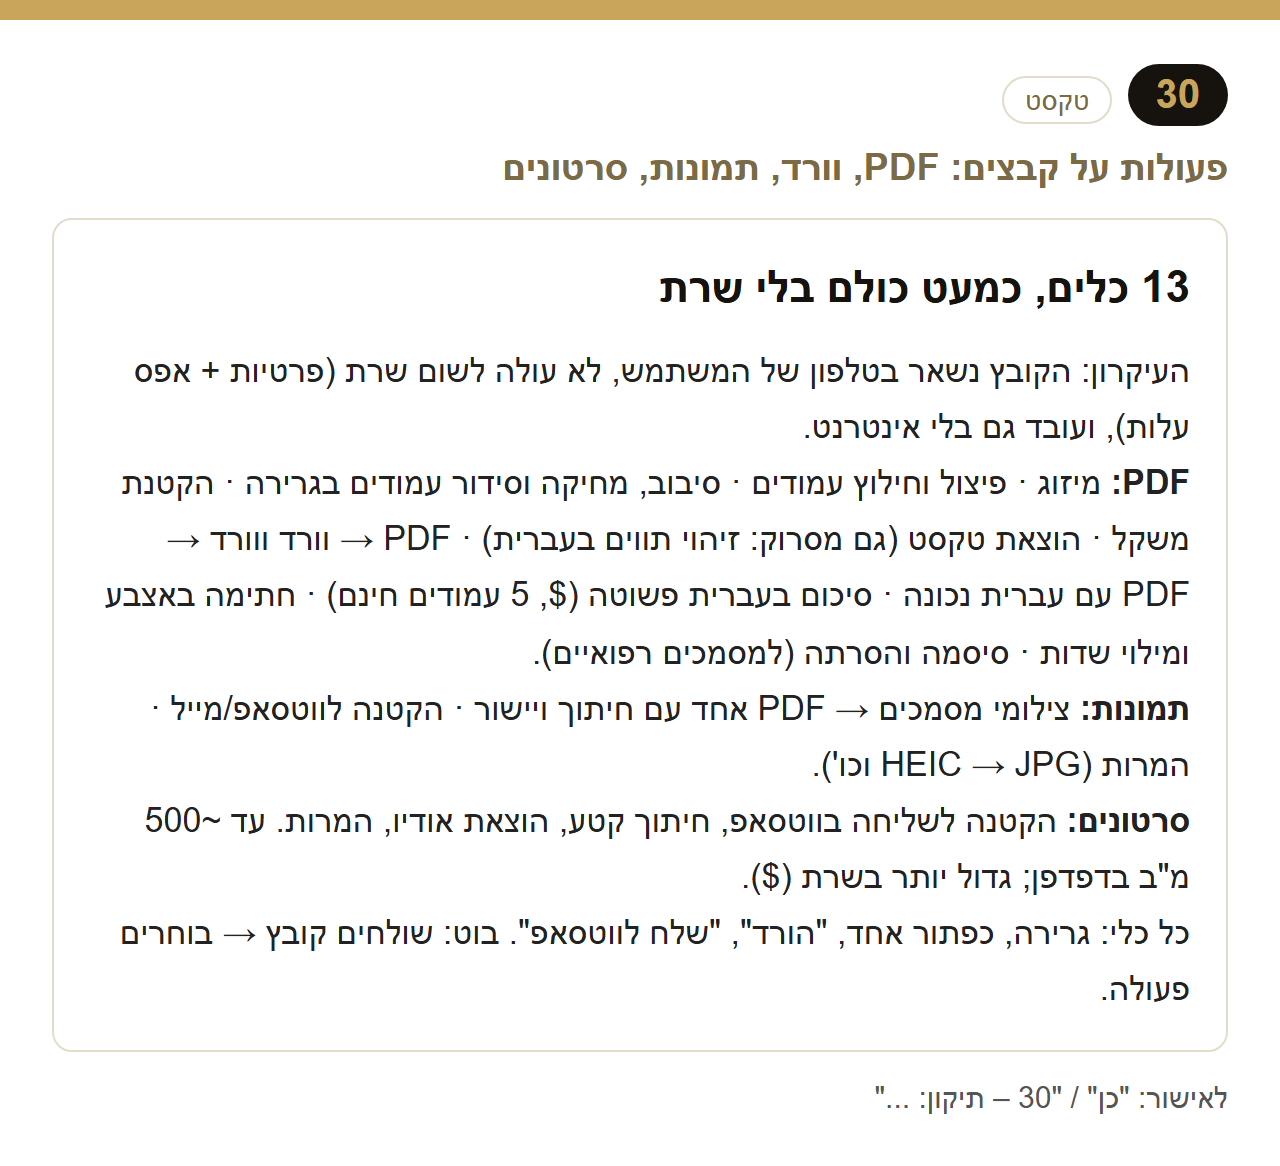 30
טקסט
פעולות על קבצים: PDF, וורד, תמונות, סרטונים
13 כלים, כמעט כולם בלי שרת
העיקרון: הקובץ נשאר בטלפון של המשתמש, לא עולה לשום שרת (פרטיות + אפס
עלות), ועובד גם בלי אינטרנט.
PDF: מיזוג · פיצול וחילוץ עמודים · סיבוב, מחיקה וסידור עמודים בגרירה · הקטנת
משקל · הוצאת טקסט (גם מסרוק: זיהוי תווים בעברית) · PDF → וורד וווורד →
PDF עם עברית נכונה · סיכום בעברית פשוטה ($, 5 עמודים חינם) · חתימה באצבע
ומילוי שדות · סיסמה והסרתה (למסמכים רפואיים).
תמונות: צילומי מסמכים → PDF אחד עם חיתוך ויישור · הקטנה לווטסאפ/מייל ·
המרות (HEIC → JPG וכו').
סרטונים: הקטנה לשליחה בווטסאפ, חיתוך קטע, הוצאת אודיו, המרות. עד ~500
מ"ב בדפדפן; גדול יותר בשרת ($).
כל כלי: גרירה, כפתור אחד, "הורד", "שלח לווטסאפ". בוט: שולחים קובץ → בוחרים
פעולה.
לאישור: "כן" / "30 – תיקון: ..."